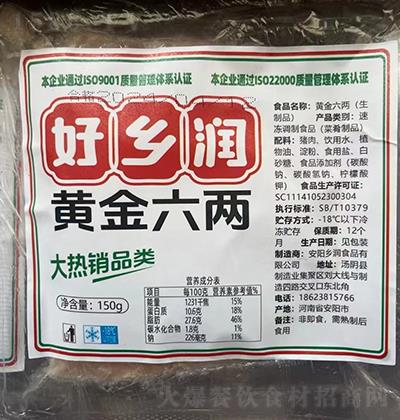 本企业通过ISO9001质量管理体系认证
本企业通过ISO22000质量管理体系认证
合格
好乡润
黄金六两
大热销品类
净含量: 150g
营养成分表
项目 每100克 营养素参考值%
能量 1231千焦 15%
蛋白质 10.6克 18%
脂肪 27.6克 46%
碳水化合物 1.8克 1%
钠 226毫克 11%
食品名称: 黄金六两（生
制品） 产品类别: 速
冻调制食品（菜肴制品）
配料: 猪肉、饮用水、植
物油、淀粉、食用盐、白
砂糖、食品添加剂（碳酸
钠、碳酸氢钠、柠檬酸
钾） 食品生产许可证:
SC11141052300304
执行标准: SB/T10379
贮存方式: -18℃以下冷
冻贮存 保质期: 12个
月 生产日期: 见包装
制造商: 安阳乡润食品有
限公司 地址: 汤阴县
制造业集聚区刘大线与制
造四路交叉口东北角
电话: 18623815766
产地: 河南省安阳市
备注: 非即食，需熟制后
食用
火爆餐饮食材招商网